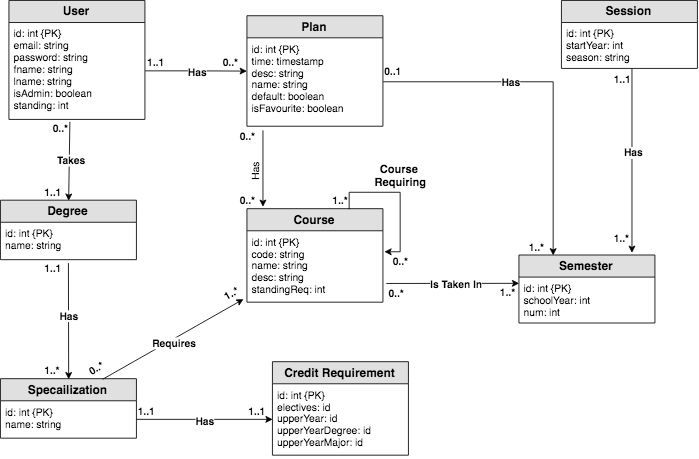 User
id: int {PK}
email: string
password: string
fname: string
lname: string
isAdmin: boolean
standing: int
1..1
Has
0..*
Plan
id: int {PK}
time: timestamp
desc: string
name: string
default: boolean
isFavourite: boolean
0..1
Has
1..*
Session
id: int {PK}
startYear: int
season: string
1..1
Has
1..*
0..*
Takes
1..1
0..*
Has
0..*
Degree
id: int {PK}
name: string
1..1
Has
1..*
Course
Requiring
1..*
0..*
Course
id: int {PK}
code: string
name: string
desc: string
standingReq: int
0..*
Is Taken In
1..*
Semester
id: int {PK}
schoolYear: int
num: int
1..*
Requires
0..*
Specailization
id: int {PK}
name: string
1..1
Has
1..1
Credit Requirement
id: int {PK}
electives: id
upperYear: id
upperYearDegree: id
upperYearMajor: id